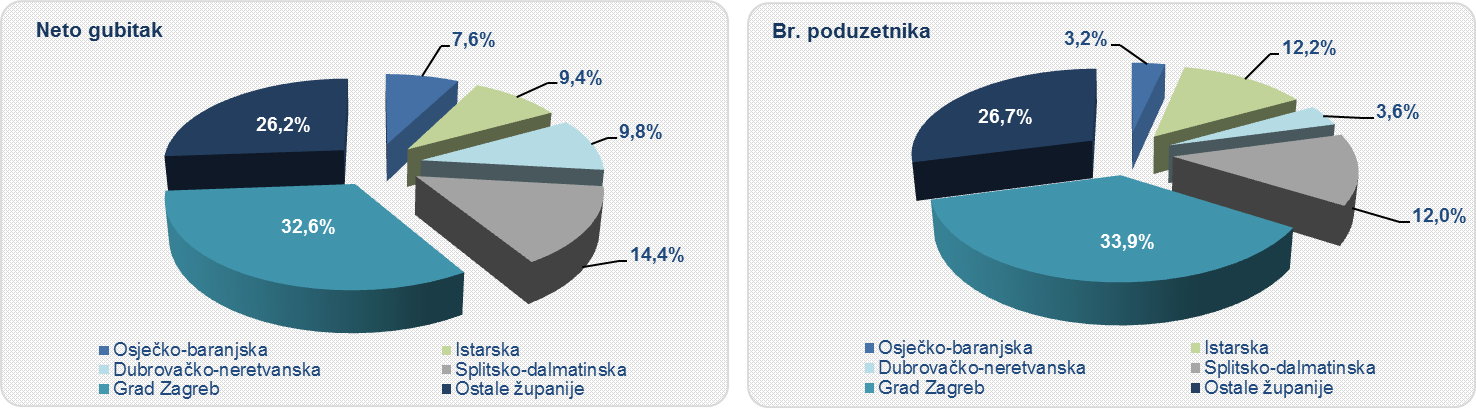 Neto gubitak
7,6%
9,4%
9,8%
14,4%
32,6%
26,2%
Osječko-baranjska
Istarska
Dubrovačko-neretvanska
Splitsko-dalmatinska
Grad Zagreb
Ostale županije
Br. poduzetnika
3,2%
12,2%
3,6%
12,0%
33,9%
26,7%
Osječko-baranjska
Istarska
Dubrovačko-neretvanska
Splitsko-dalmatinska
Grad Zagreb
Ostale županije